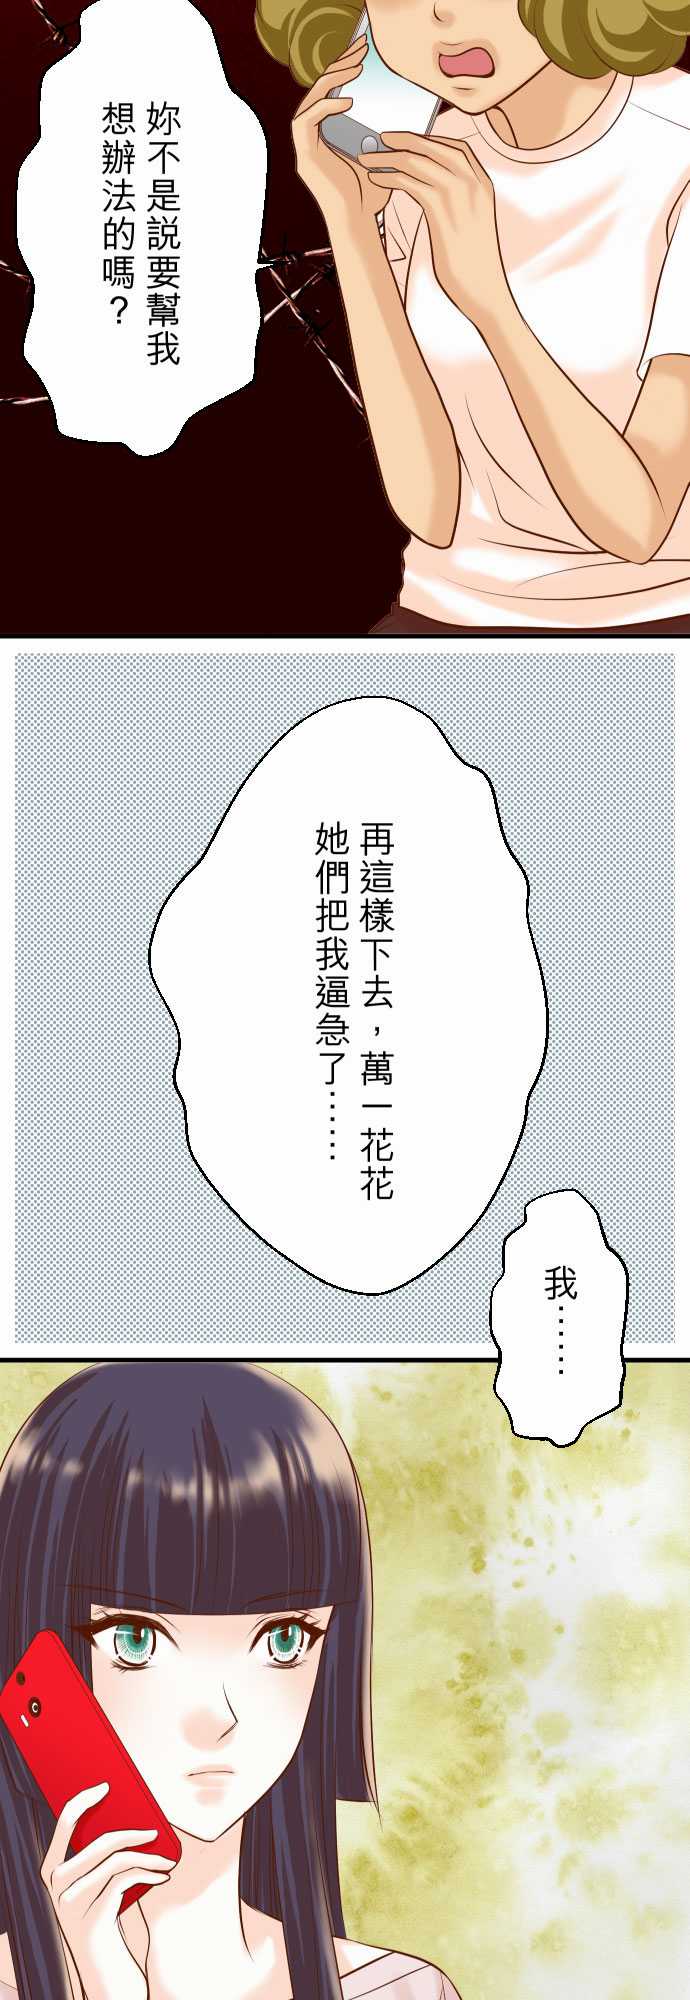 妳不是說要幫我
想辦法的嗎？
再這樣下去，萬一花花
她們把我逼急了……
我……